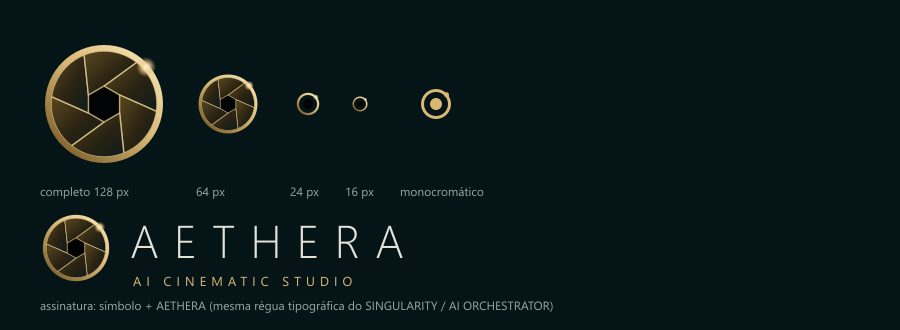 completo 128 px 64 px 24 px 16 px monocromático
AETHERA
AI CINEMATIC STUDIO
assinatura: símbolo + AETHERA (mesma régua tipográfica do SINGULARITY / AI ORCHESTRATOR)